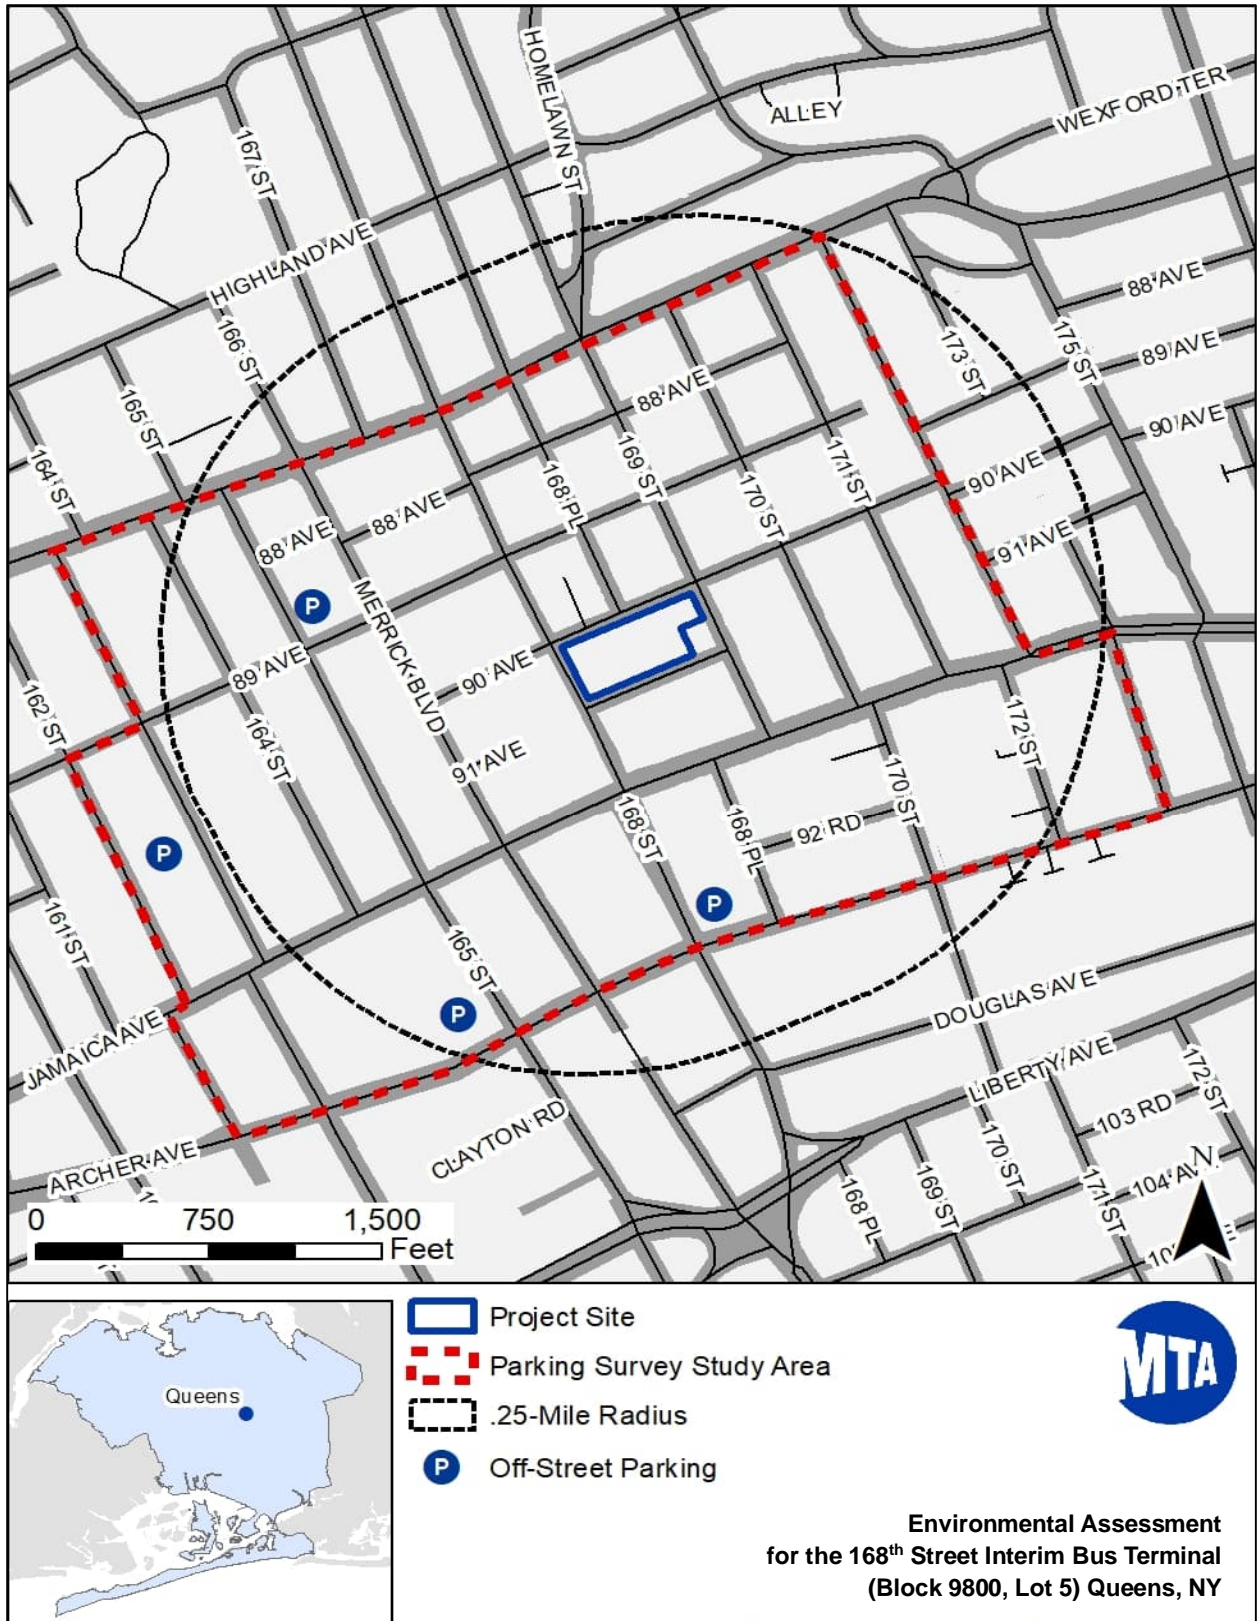 HOMELAWN ST
ALLEY
WEXFORD TER
167 ST
HIGHLAND AVE
166 ST
88 AVE
89 AVE
173 ST
175 ST
165 ST
88 AVE
90 AVE
164 ST
169 ST
171 ST
168 PL
170 ST
90 AVE
88 AVE
88 AVE
91 AVE
P
MERRICK BLVD
89 AVE
90 AVE
162 ST
164 ST
91 AVE
172 ST
170 ST
168 ST
168 PL
92 RD
P
P
161 ST
165 ST
P
DOUGLAS AVE
JAMAICA AVE
LIBERTY AVE
172 ST
103 RD
CLAYTON RD
ARCHER AVE
170 ST
N
169 ST
171 ST
104 AV
168 PL
0 750 1,500
Feet
Queens
Project Site
Parking Survey Study Area
.25-Mile Radius
P Off-Street Parking
MTA
Environmental Assessment
for the 168th Street Interim Bus Terminal
(Block 9800, Lot 5) Queens, NY